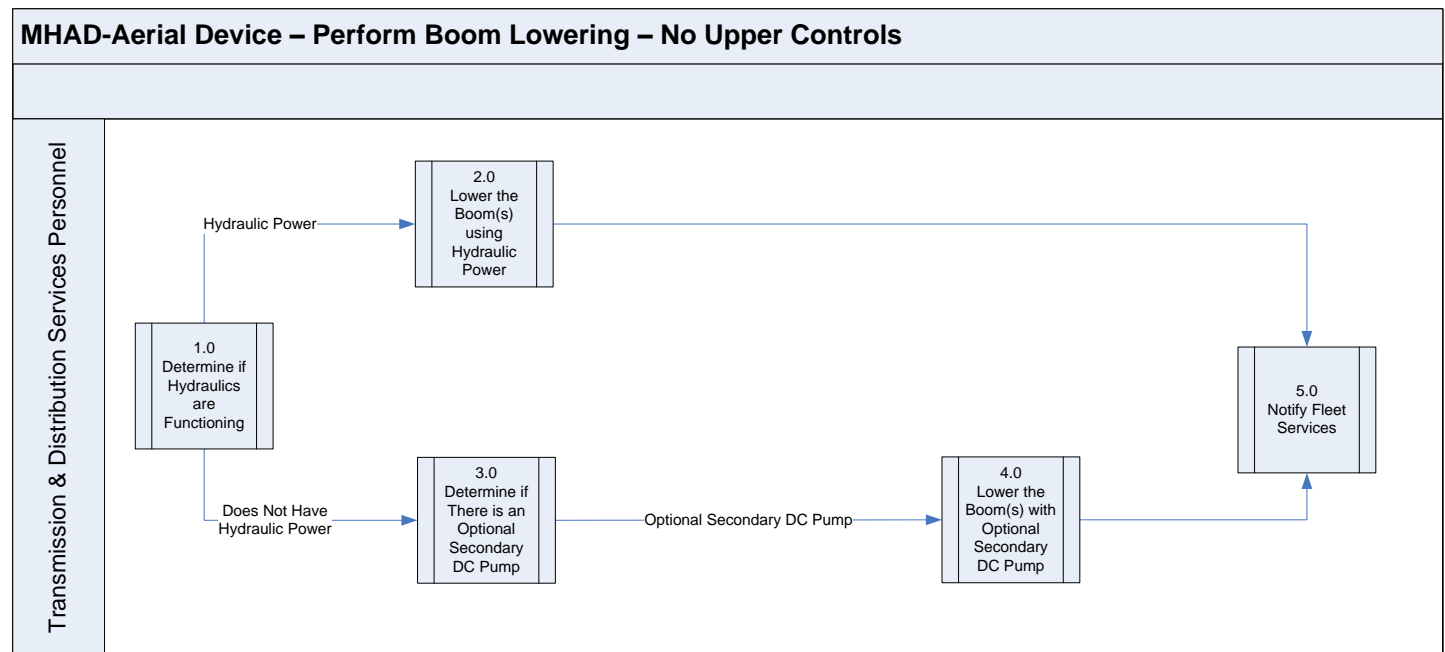 MHAD-Aerial Device – Perform Boom Lowering – No Upper Controls
Transmission & Distribution Services Personnel
1.0
Determine if
Hydraulics
are
Functioning
Hydraulic Power
2.0
Lower the
Boom(s)
using
Hydraulic
Power
Does Not Have
Hydraulic Power
3.0
Determine if
There is an
Optional
Secondary
DC Pump
Optional Secondary DC Pump
4.0
Lower the
Boom(s) with
Optional
Secondary
DC Pump
5.0
Notify Fleet
Services